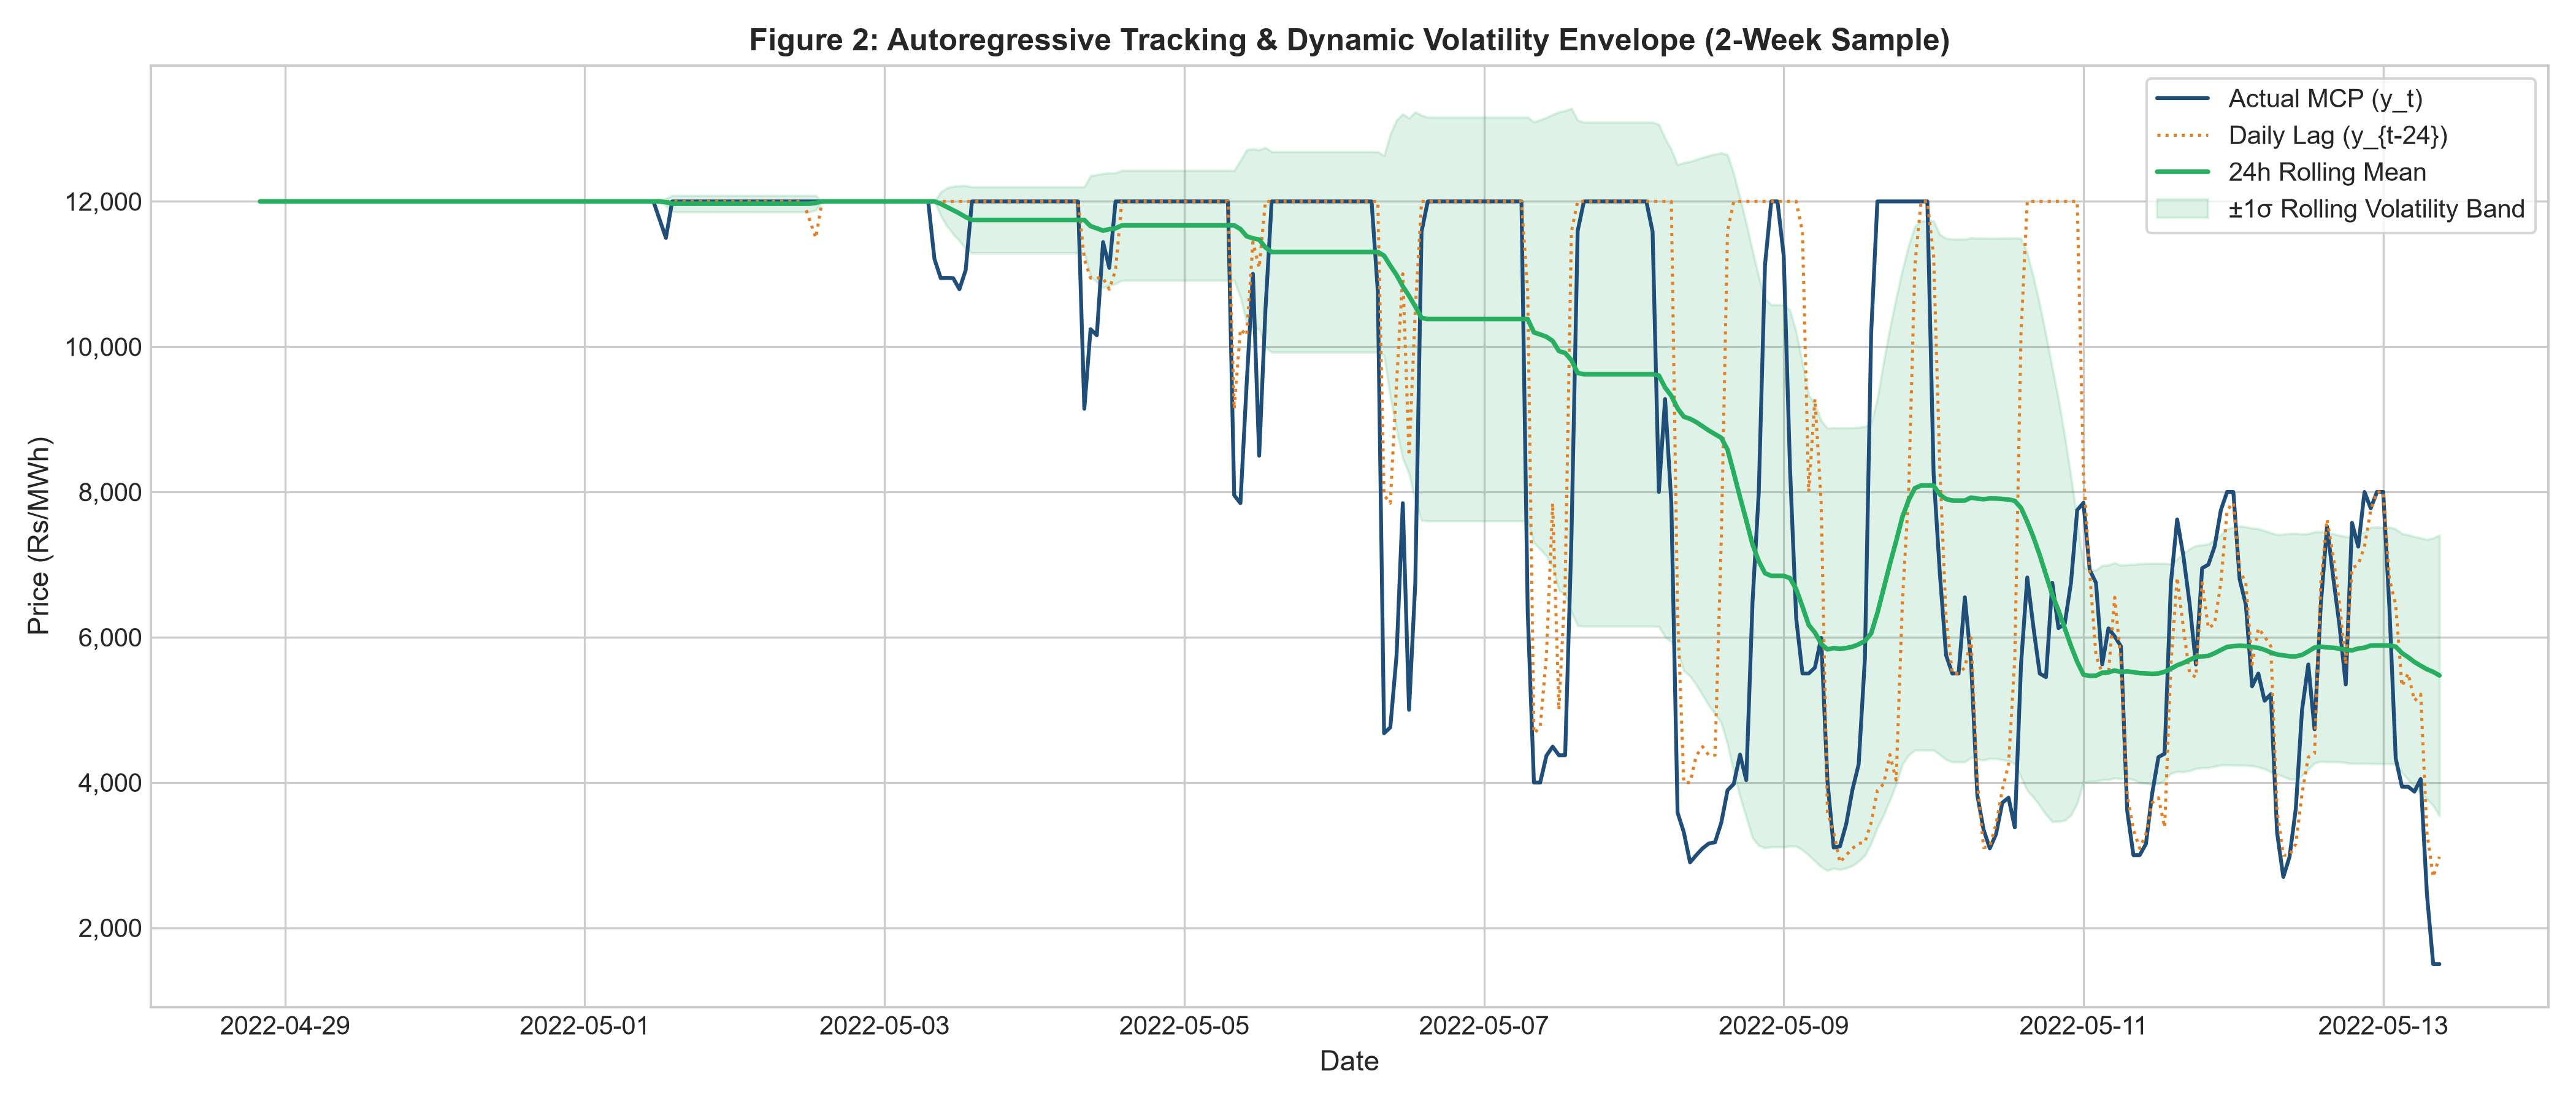 Figure 2: Autoregressive Tracking & Dynamic Volatility Envelope (2-Week Sample)
Actual MCP (y_t)
Daily Lag (y_{t-24})
24h Rolling Mean
±1σ Rolling Volatility Band
Price (Rs/MWh)
12,000
10,000
8,000
6,000
4,000
2,000
2022-04-29
2022-05-01
2022-05-03
2022-05-05
2022-05-07
2022-05-09
2022-05-11
2022-05-13
Date